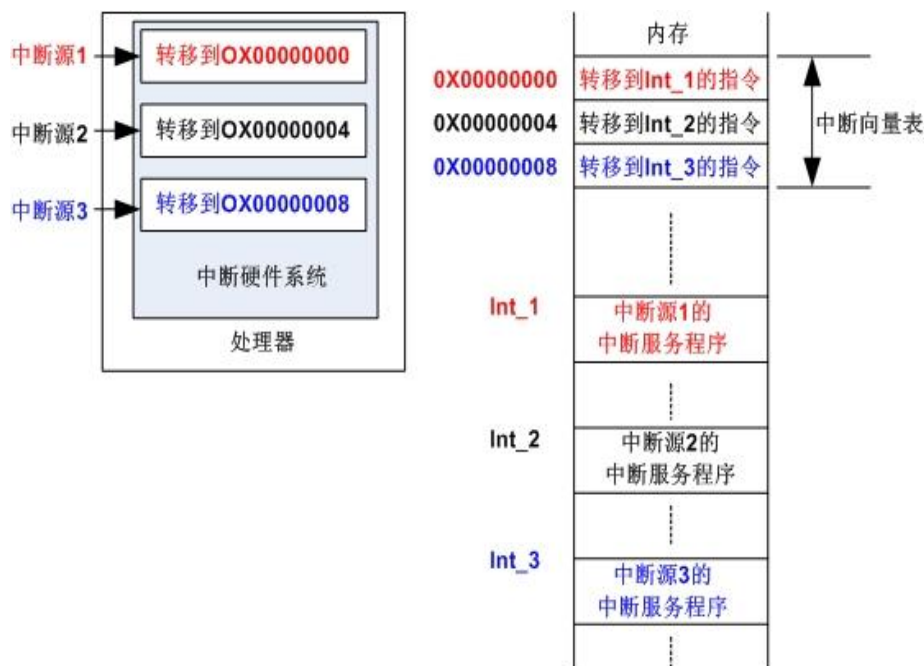 中断源1
转移到OX00000000
中断源2
转移到OX00000004
中断源3
转移到OX00000008
中断硬件系统
处理器
内存
0X00000000
转移到Int_1的指令
0X00000004
转移到Int_2的指令
0X00000008
转移到Int_3的指令
中断向量表
Int_1
中断源1的
中断服务程序
Int_2
中断源2的
中断服务程序
Int_3
中断源3的
中断服务程序